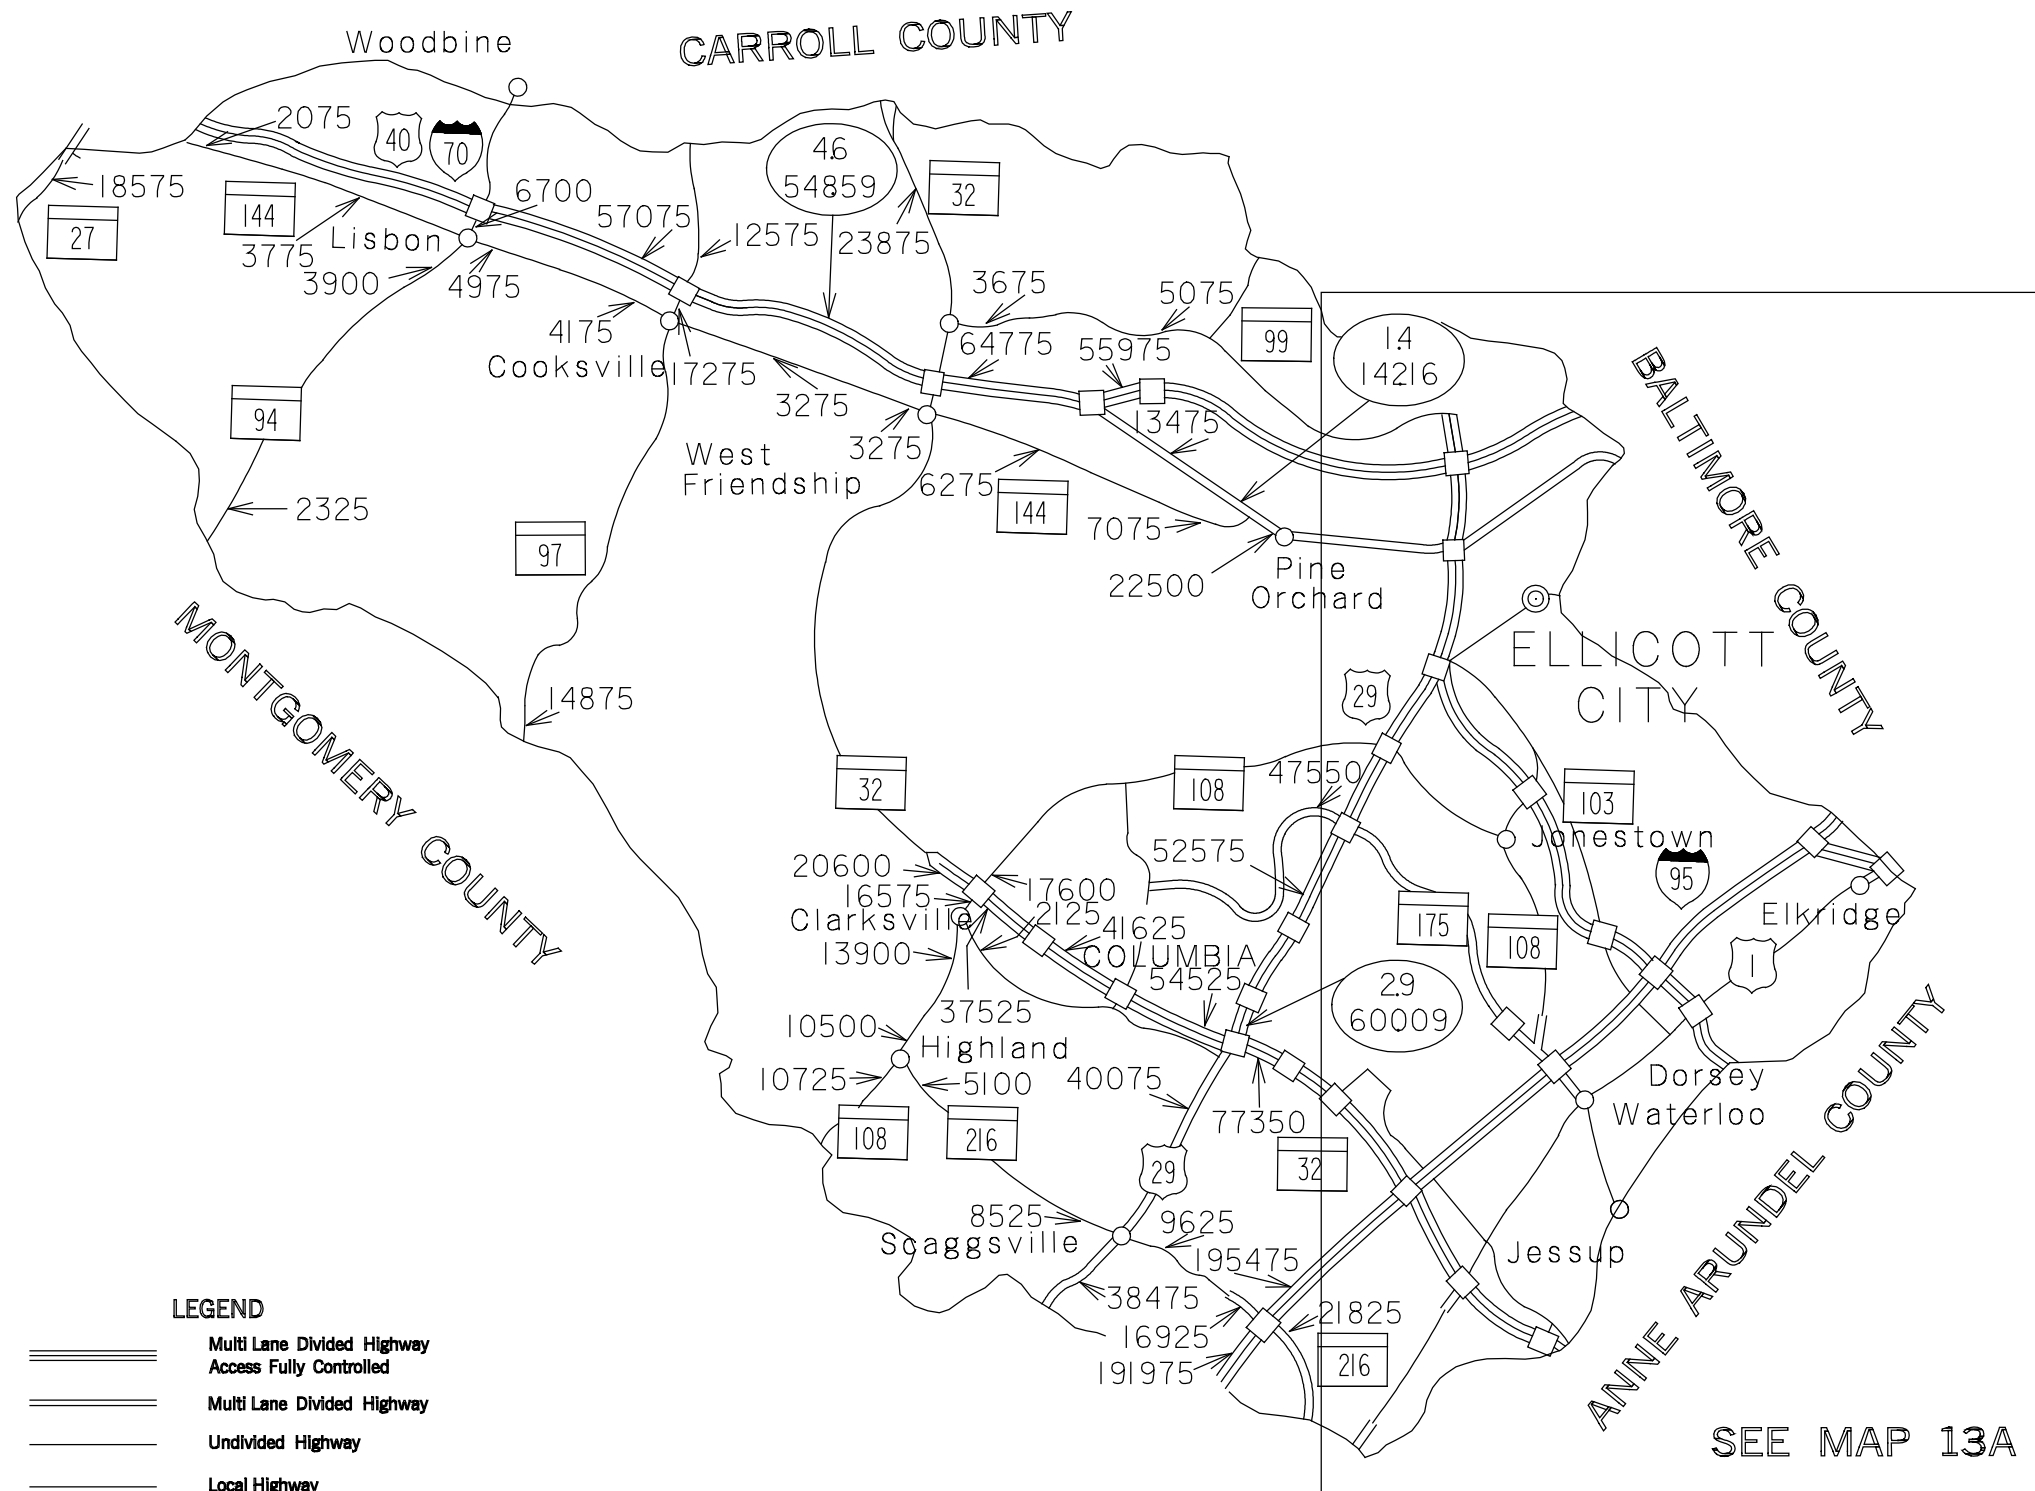 CARROLL COUNTY
Woodbine
2075
40
70
4.6
54859
32
18575
144
27
6700
57075
12575
23875
Lisbon
3775
3900
4975
3675
5075
99
1.4
14216
4175
Cooksville
17275
64775
55975
BALTIMORE COUNTY
94
3275
13475
3275
West
Friendship
6275
144
2325
97
7075
22500
Pine
Orchard
MONTGOMERY COUNTY
ELLICOTT
CITY
14875
29
32
108
47550
103
Jonestown
52575
20600
16575
17600
95
Clarksville
2125
41625
175
108
Elkridge
13900
COLUMBIA
54525
1
37525
2.9
60009
10500
Highland
10725
5100
40075
77350
Dorsey
Waterloo
108
216
29
32
8525
9625
Scaggsville
195475
Jessup
ANNE ARUNDEL COUNTY
38475
16925
21825
191975
216
LEGEND
Multi Lane Divided Highway
Access Fully Controlled
Multi Lane Divided Highway
Undivided Highway
Local Highway
SEE MAP 13A